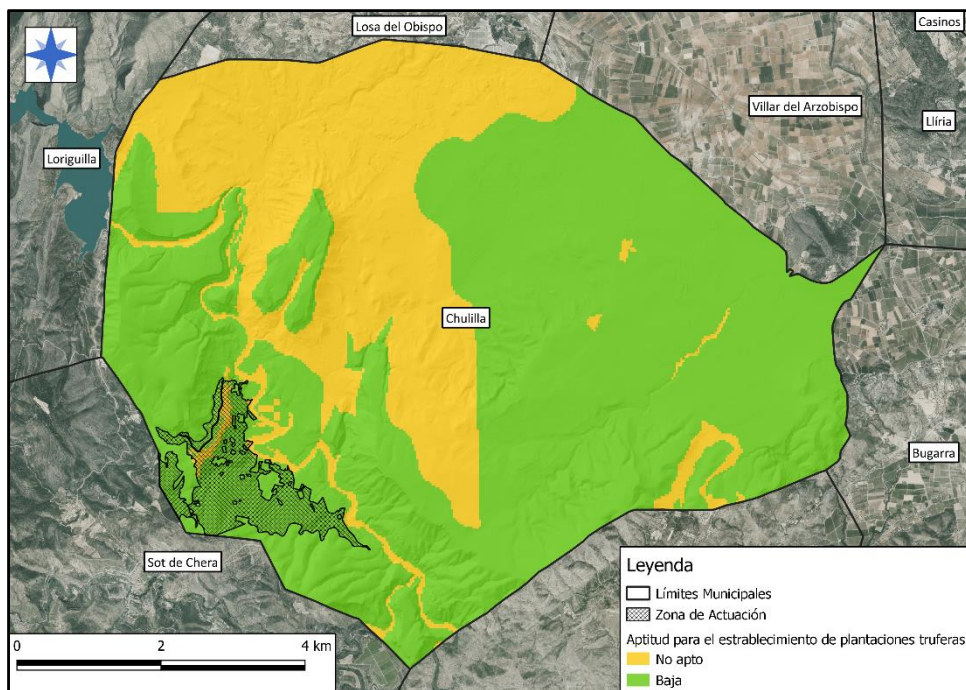 Losa del Obispo
Casinos
Villar del Arzobispo
Llíria
Loriguilla
Chulilla
Bugarra
Sot de Chera
Leyenda
Límites Municipales
Zona de Actuación
Aptitud para el estrablecimiento de plantaciones truferas
No apto
Baja
0 2 4 km